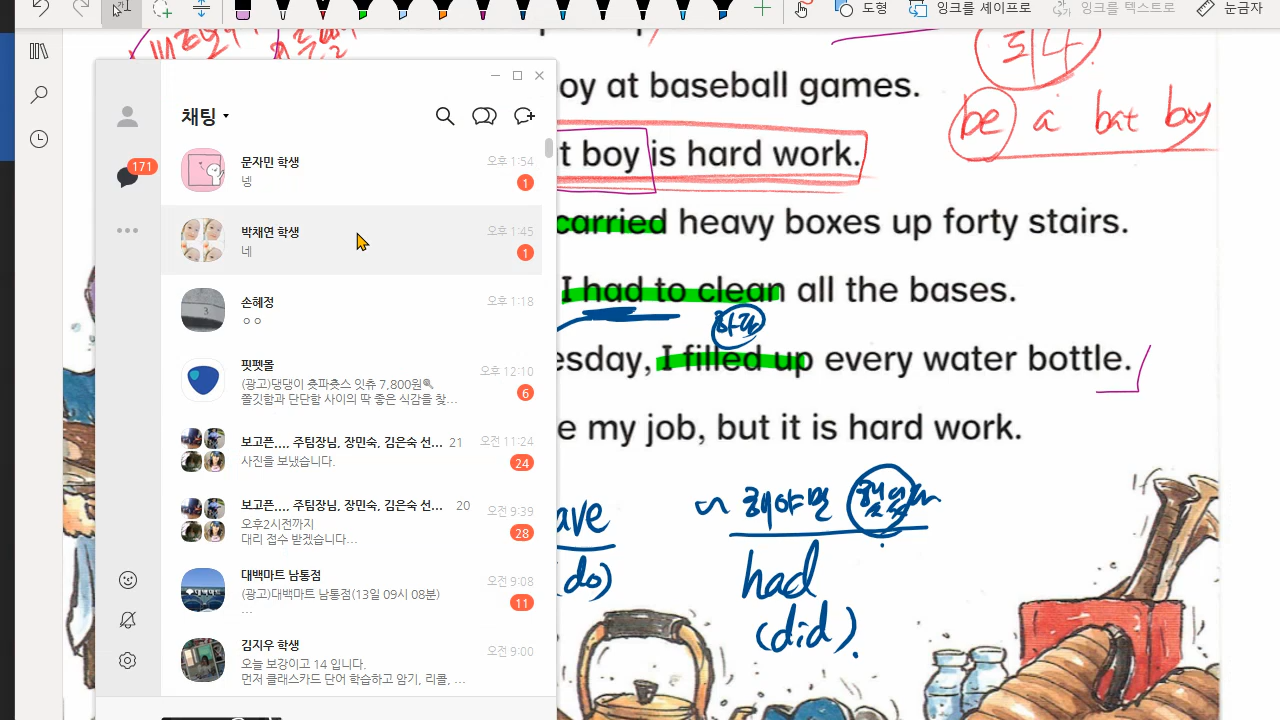 도형
잉크를 셰이프로
잉크를 텍스트로
눈금자
되다
be a bat boy
oy at baseball games.
t boy is hard work.
carried heavy boxes up forty stairs.
I had to clean all the bases.
하다
esday, I filled up every water bottle.
e my job, but it is hard work.
ave
(do)
~ 해야만 했었다
had
(did).
채팅
171
문자민 학생
오후 1:54
넹
1
박채연 학생
오후 1:45
네
1
손혜정
오후 1:18
ㅇㅇ
핏펫몰
오후 12:10
(광고)댕댕이 츗파츗스 잇츄 7,800원🔍
쫄깃함과 단단함 사이의 딱 좋은 식감을 찾...
6
보고픈..., 주팀장님, 장민숙, 김은숙 선... 21
오전 11:24
사진을 보냈습니다.
24
보고픈..., 주팀장님, 장민숙, 김은숙 선... 20
오전 9:39
오후2시전까지
대리 접수 받겠습니다...
28
대백마트 남통점
오전 9:08
(광고)대백마트 남통점(13일 09시 08분)
...
11
김지우 학생
오전 9:00
오늘 보강이고 14 입니다.
먼저 클래스카드 단어 학습하고 암기, 리콜, ...